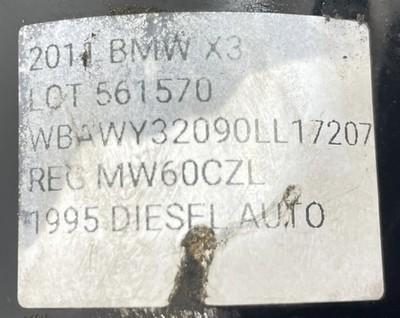 2011 BMW X3
LOT 561570
WBAWY32090LL17207
REG MW60CZL
1995 DIESEL AUTO